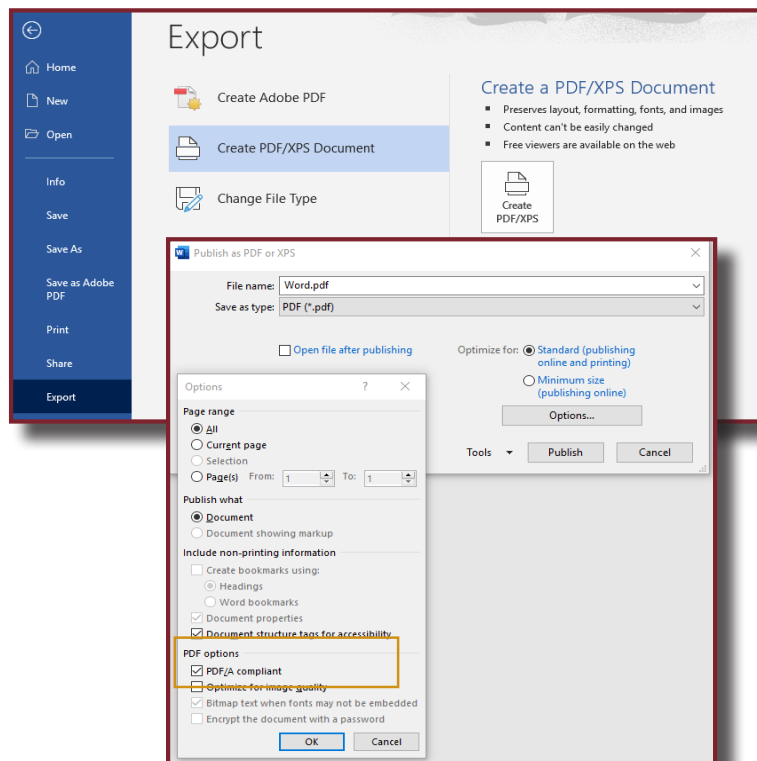 Export
Home
New
Open
Info
Save
Save As
Save as Adobe
PDF
Print
Share
Export
Create Adobe PDF
Create PDF/XPS Document
Change File Type
Create a PDF/XPS Document
Preserves layout, formatting, fonts, and images
Content can't be easily changed
Free viewers are available on the web
Create
PDF/XPS
Publish as PDF or XPS
File name: Word.pdf
Save as type: PDF (*.pdf)
Open file after publishing
Optimize for: Standard (publishing
online and printing)
Minimum size
(publishing online)
Options...
Tools Publish Cancel
Options ?
Page range
All
Current page
Selection
Page(s) From: 1 To: 1
Publish what
Document
Document showing markup
Include non-printing information
Create bookmarks using:
Headings
Word bookmarks
Document properties
Document structure tags for accessibility
PDF options
PDF/A compliant
Optimize for image quality
Bitmap text when fonts may not be embedded
Encrypt the document with a password
OK Cancel